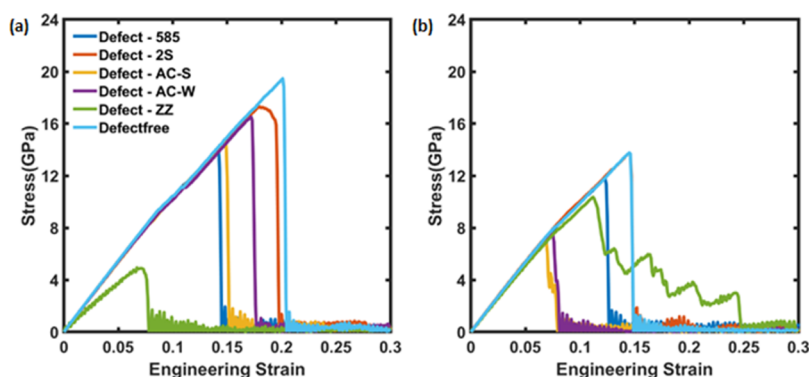 (a)
24
20
16
12
8
4
0
Stress(GPa)
Defect - 585
Defect - 2S
Defect - AC-S
Defect - AC-W
Defect - ZZ
Defectfree
0 0.05 0.1 0.15 0.2 0.25 0.3
Engineering Strain
(b)
24
20
16
12
8
4
0
Stress(GPa)
0 0.05 0.1 0.15 0.2 0.25 0.3
Engineering Strain